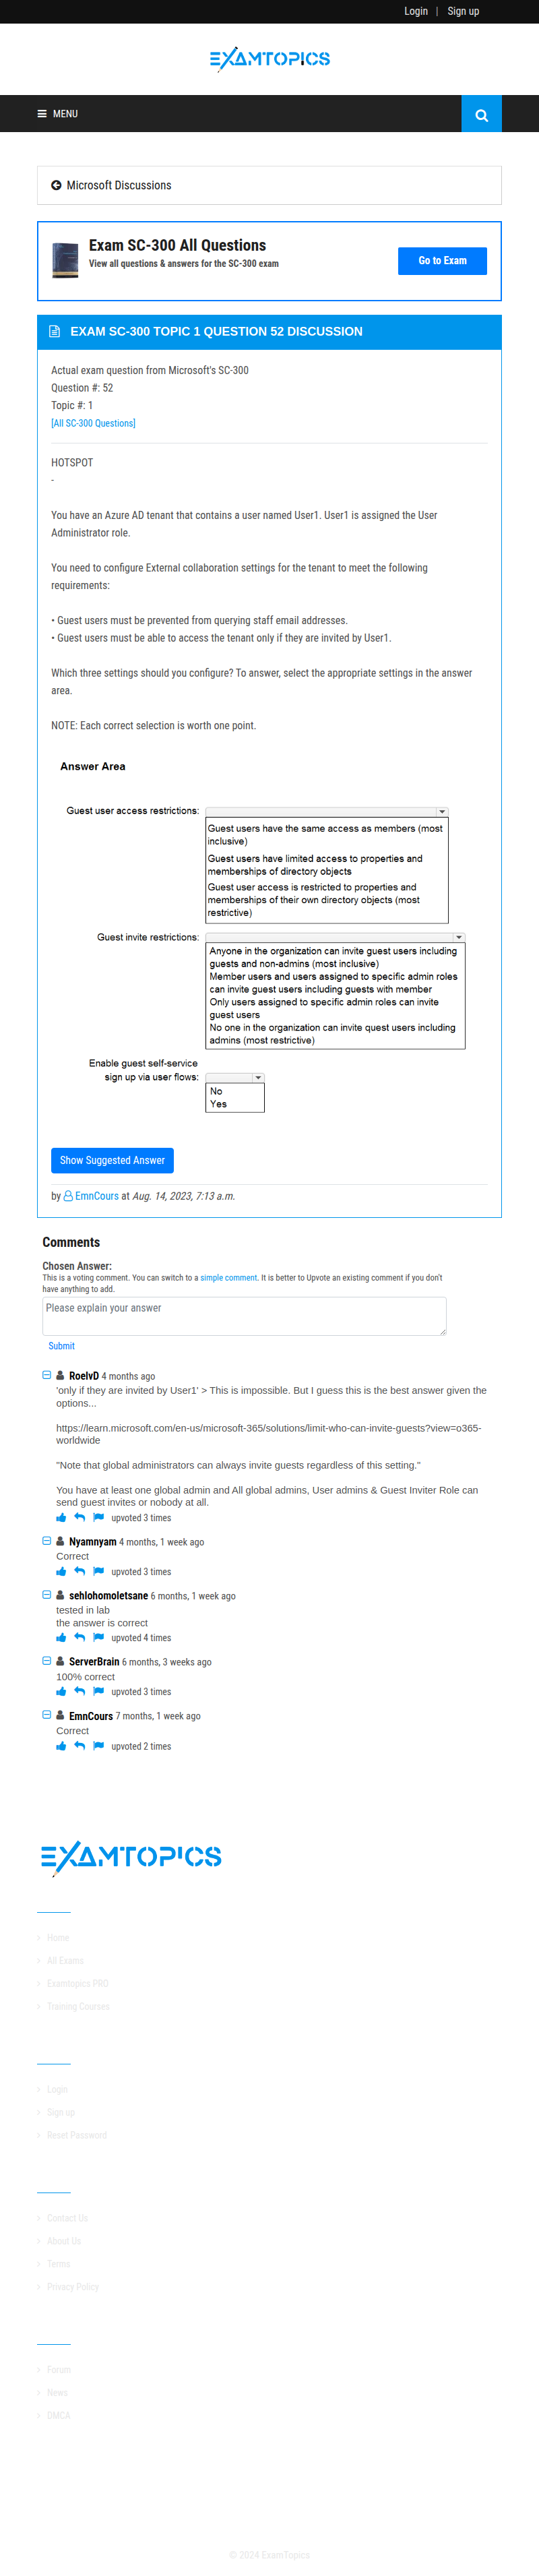 Login | Sign up
EXAMTOPICS
MENU
Microsoft Discussions
Exam SC-300 All Questions
View all questions & answers for the SC-300 exam
Go to Exam
EXAM SC-300 TOPIC 1 QUESTION 52 DISCUSSION
Actual exam question from Microsoft's SC-300
Question #: 52
Topic #: 1
[All SC-300 Questions]
HOTSPOT
-
You have an Azure AD tenant that contains a user named User1. User1 is assigned the User
Administrator role.
You need to configure External collaboration settings for the tenant to meet the following
requirements:
• Guest users must be prevented from querying staff email addresses.
• Guest users must be able to access the tenant only if they are invited by User1.
Which three settings should you configure? To answer, select the appropriate settings in the answer
area.
NOTE: Each correct selection is worth one point.
Answer Area
Guest user access restrictions:
Guest users have the same access as members (most
inclusive)
Guest users have limited access to properties and
memberships of directory objects
Guest user access is restricted to properties and
memberships of their own directory objects (most
restrictive)
Guest invite restrictions:
Anyone in the organization can invite guest users including
guests and non-admins (most inclusive)
Member users and users assigned to specific admin roles
can invite guest users including guests with member
Only users assigned to specific admin roles can invite
guest users
No one in the organization can invite quest users including
admins (most restrictive)
Enable guest self-service
sign up via user flows:
No
Yes
Show Suggested Answer
by EmnCours at Aug. 14, 2023, 7:13 a.m.
Comments
Chosen Answer:
This is a voting comment. You can switch to a simple comment. It is better to Upvote an existing comment if you don't
have anything to add.
Please explain your answer
Submit
RoelvD 4 months ago
'only if they are invited by User1' > This is impossible. But I guess this is the best answer given the
options...
https://learn.microsoft.com/en-us/microsoft-365/solutions/limit-who-can-invite-guests?view=o365-
worldwide
"Note that global administrators can always invite guests regardless of this setting."
You have at least one global admin and All global admins, User admins & Guest Inviter Role can
send guest invites or nobody at all.
upvoted 3 times
Nyamnyam 4 months, 1 week ago
Correct
upvoted 3 times
sehlohomoletsane 6 months, 1 week ago
tested in lab
the answer is correct
upvoted 4 times
ServerBrain 6 months, 3 weeks ago
100% correct
upvoted 3 times
EmnCours 7 months, 1 week ago
Correct
upvoted 2 times
EXAMTOPICS
Home
All Exams
Examtopics PRO
Training Courses
Login
Sign up
Reset Password
Contact Us
About Us
Terms
Privacy Policy
Forum
News
DMCA
© 2024 ExamTopics